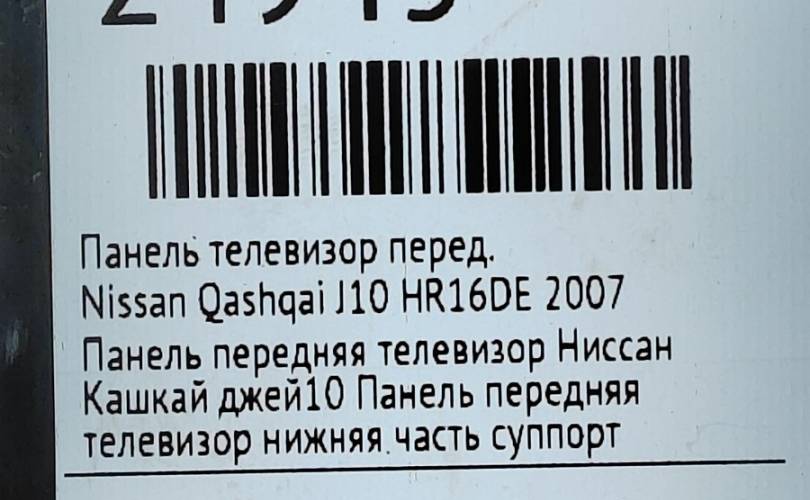 Панель телевизор перед.
Nissan Qashqai J10 HR16DE 2007
Панель передняя телевизор Ниссан
Кашкай джей10 Панель передняя
телевизор нижняя часть суппорт